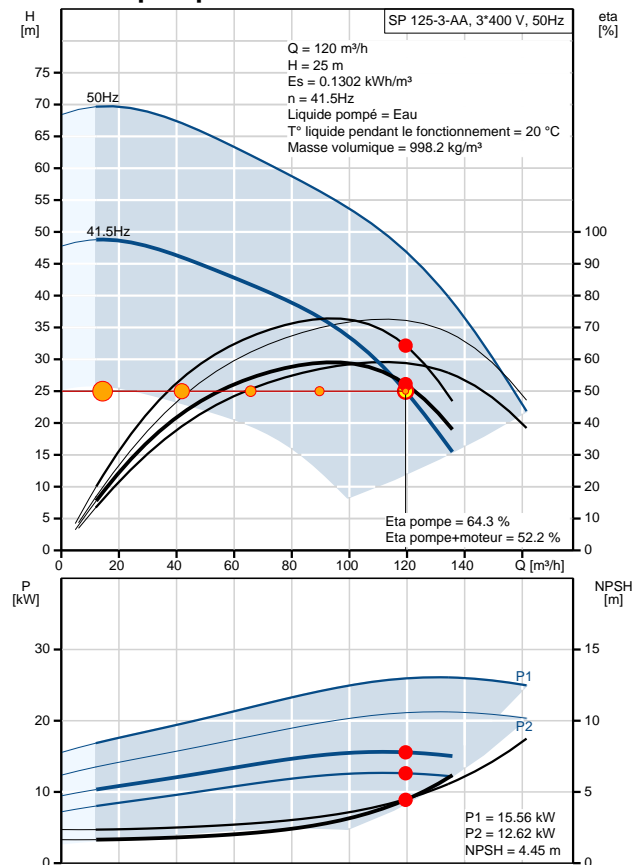 H
[m]
SP 125-3-AA, 3*400 V, 50Hz
eta
[%]
Q = 120 m³/h
H = 25 m
Es = 0.1302 kWh/m³
n = 41.5Hz
Liquide pompé = Eau
T° liquide pendant le fonctionnement = 20 °C
Masse volumique = 998.2 kg/m³
50Hz
41.5Hz
75
70
65
60
55
50
45
40
35
30
25
20
15
10
5
0
100
90
80
70
60
50
40
30
20
10
0
Eta pompe = 64.3 %
Eta pompe+moteur = 52.2 %
0 20 40 60 80 100 120 140 Q [m³/h]
P
[kW]
NPSH
[m]
30
20
10
0
15
10
5
0
P1
P2
P1 = 15.56 kW
P2 = 12.62 kW
NPSH = 4.45 m